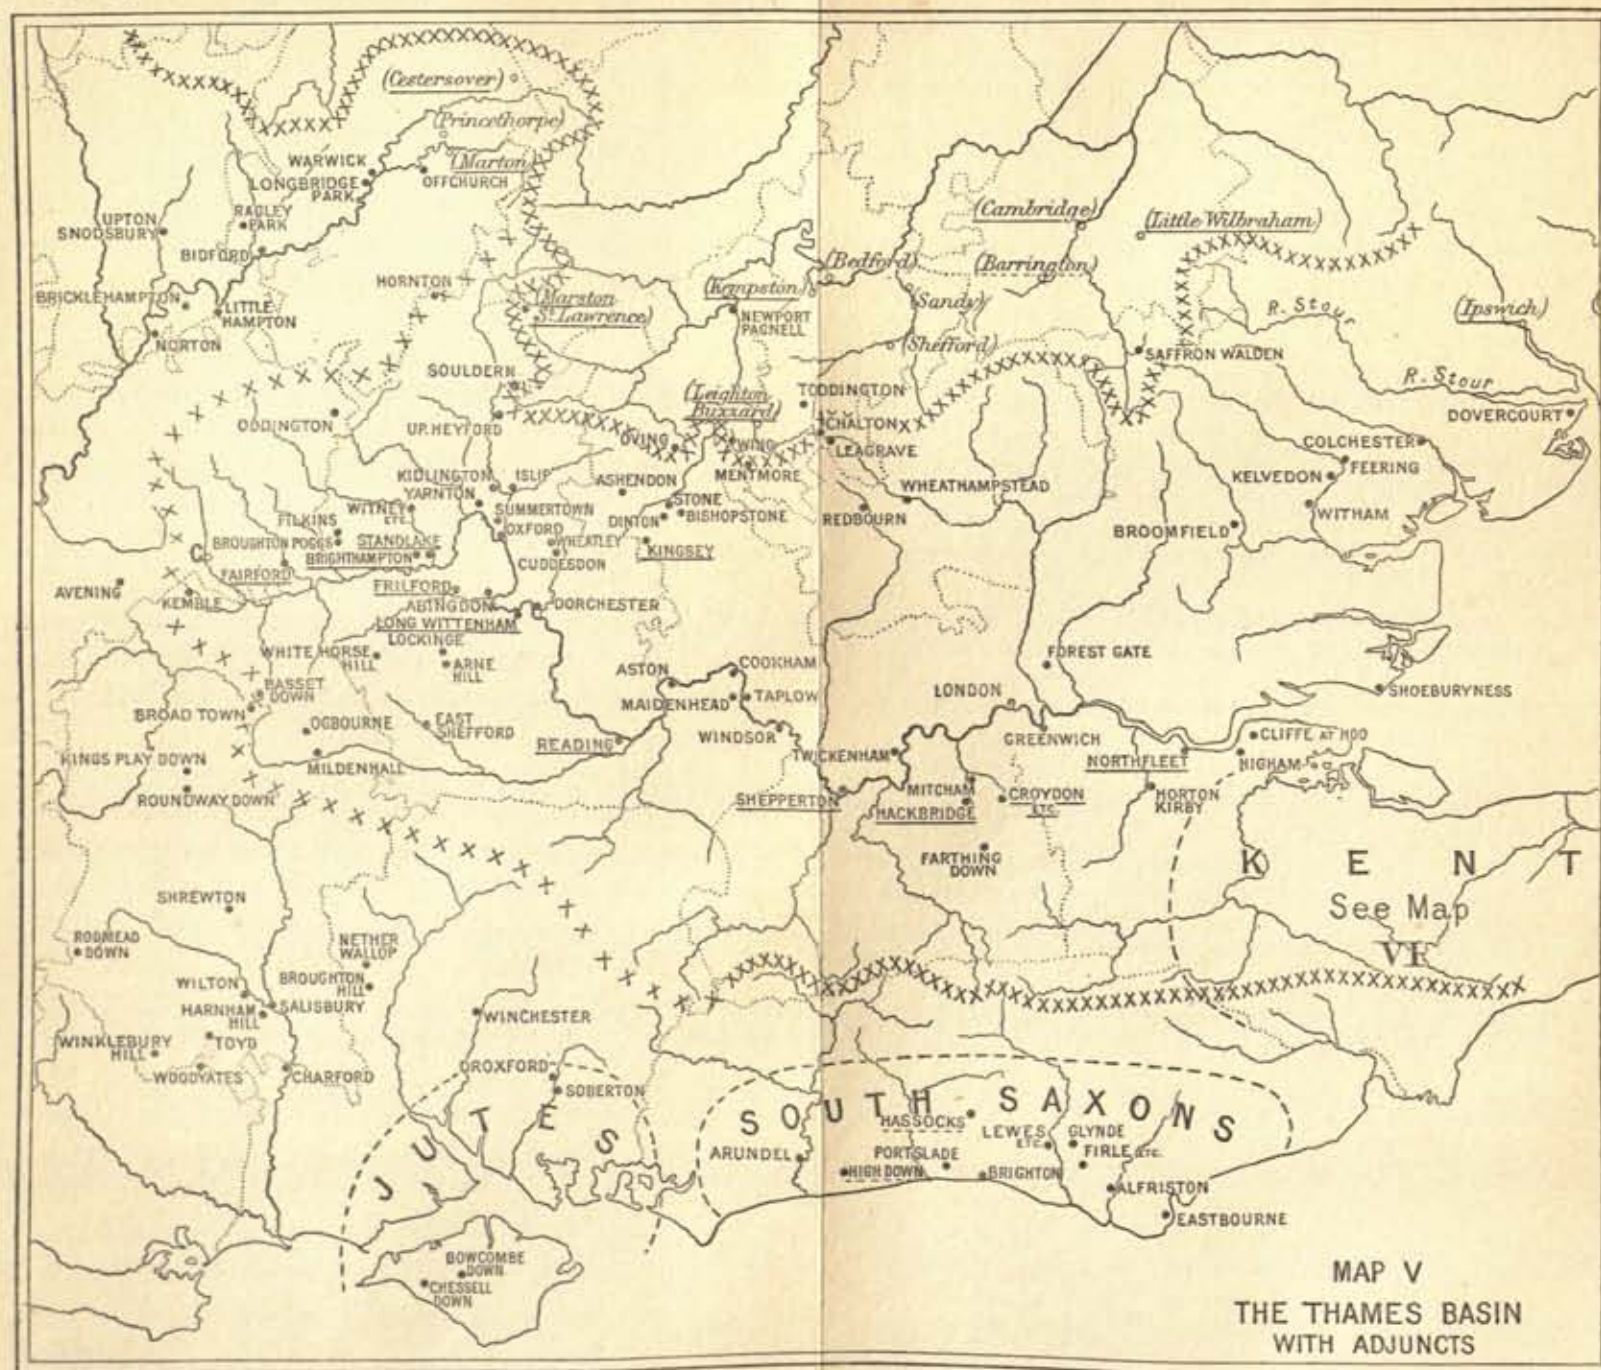 (Cestersover)
(Princethorpe)
(Marton)
WARWICK
OFFCHURCH
LONGBRIDGE
PARK
RAGLEY
PARK
UPTON
SNODSBURY
BIDFORD
(Cambridge)
(Little Wilbraham)
(Bedford)
(Barrington)
HORNTON
BRICKLEHAMPTON
LITTLE
HAMPTON
(Marston
St. Lawrence)
(Kempston)
NEWPORT
PAGNELL
(Sandy)
R. Stour
(Ipswich)
NORTON
(Shefford)
SAFFRON WALDEN
SOULDERN
R. Stour
(Leighton
Buzzard)
TODDINGTON
DOVERCOURT
ODDINGTON
UP. HEYFORD
OVING
WING
CHALTON
LEAGRAVE
COLCHESTER
FEERING
KELVEDON
KIDLINGTON
ISLIP
ASHENDON
MENTMORE
WHEATHAMPSTEAD
YARNTON
WITNEY
ETC.
SUMMERTOWN
STONE
BISHOPSTONE
DINTON
REDBOURN
WITHAM
BROOMFIELD
FILKINS
BROUGHTON POGGS
STANDLAKE
OXFORD
WHEATLEY
KINGSEY
BRIGHTHAMPTON
CUDDESDON
C.
FAIRFORD
AVENING
KEMBLE
FRILFORD
ABINGDON
DORCHESTER
LONG WITTENHAM
LOCKINGE
WHITE HORSE
HILL
ARNE
HILL
ASTON
COOKHAM
FOREST GATE
BASSET
DOWN
MAIDENHEAD
TAPLOW
LONDON
SHOEBURYNESS
BROAD TOWN
OGBOURNE
EAST
SHEFFORD
READING
WINDSOR
TWICKENHAM
GREENWICH
CLIFFE AT HOO
NORTHFLEET
HIGHAM
KINGS PLAY DOWN
MILDENHALL
ROUNDWAY DOWN
SHEPPERTON
MITCHAM
HACKBRIDGE
CROYDON
ETC.
HORTON
KIRBY
FARTHING
DOWN
KENT
See Map
VI
SHREWTON
RODMEAD
DOWN
NETHER
WALLOP
WILTON
BROUGHTON
HILL
HARNHAM
HILL
SALISBURY
WINCHESTER
WINKLEBURY
HILL
TOYD
WOODYATES
CHARFORD
DROXFORD
SOBERTON
JUTES
SOUTH SAXONS
HASSOCKS
LEWES
ETC.
GLYNDE
ARUNDEL
PORTSLADE
FIRLE ETC.
HIGH DOWN
BRIGHTON
ALFRISTON
EASTBOURNE
BOWCOMBE
DOWN
CHESSELL
DOWN
MAP V
THE THAMES BASIN
WITH ADJUNCTS